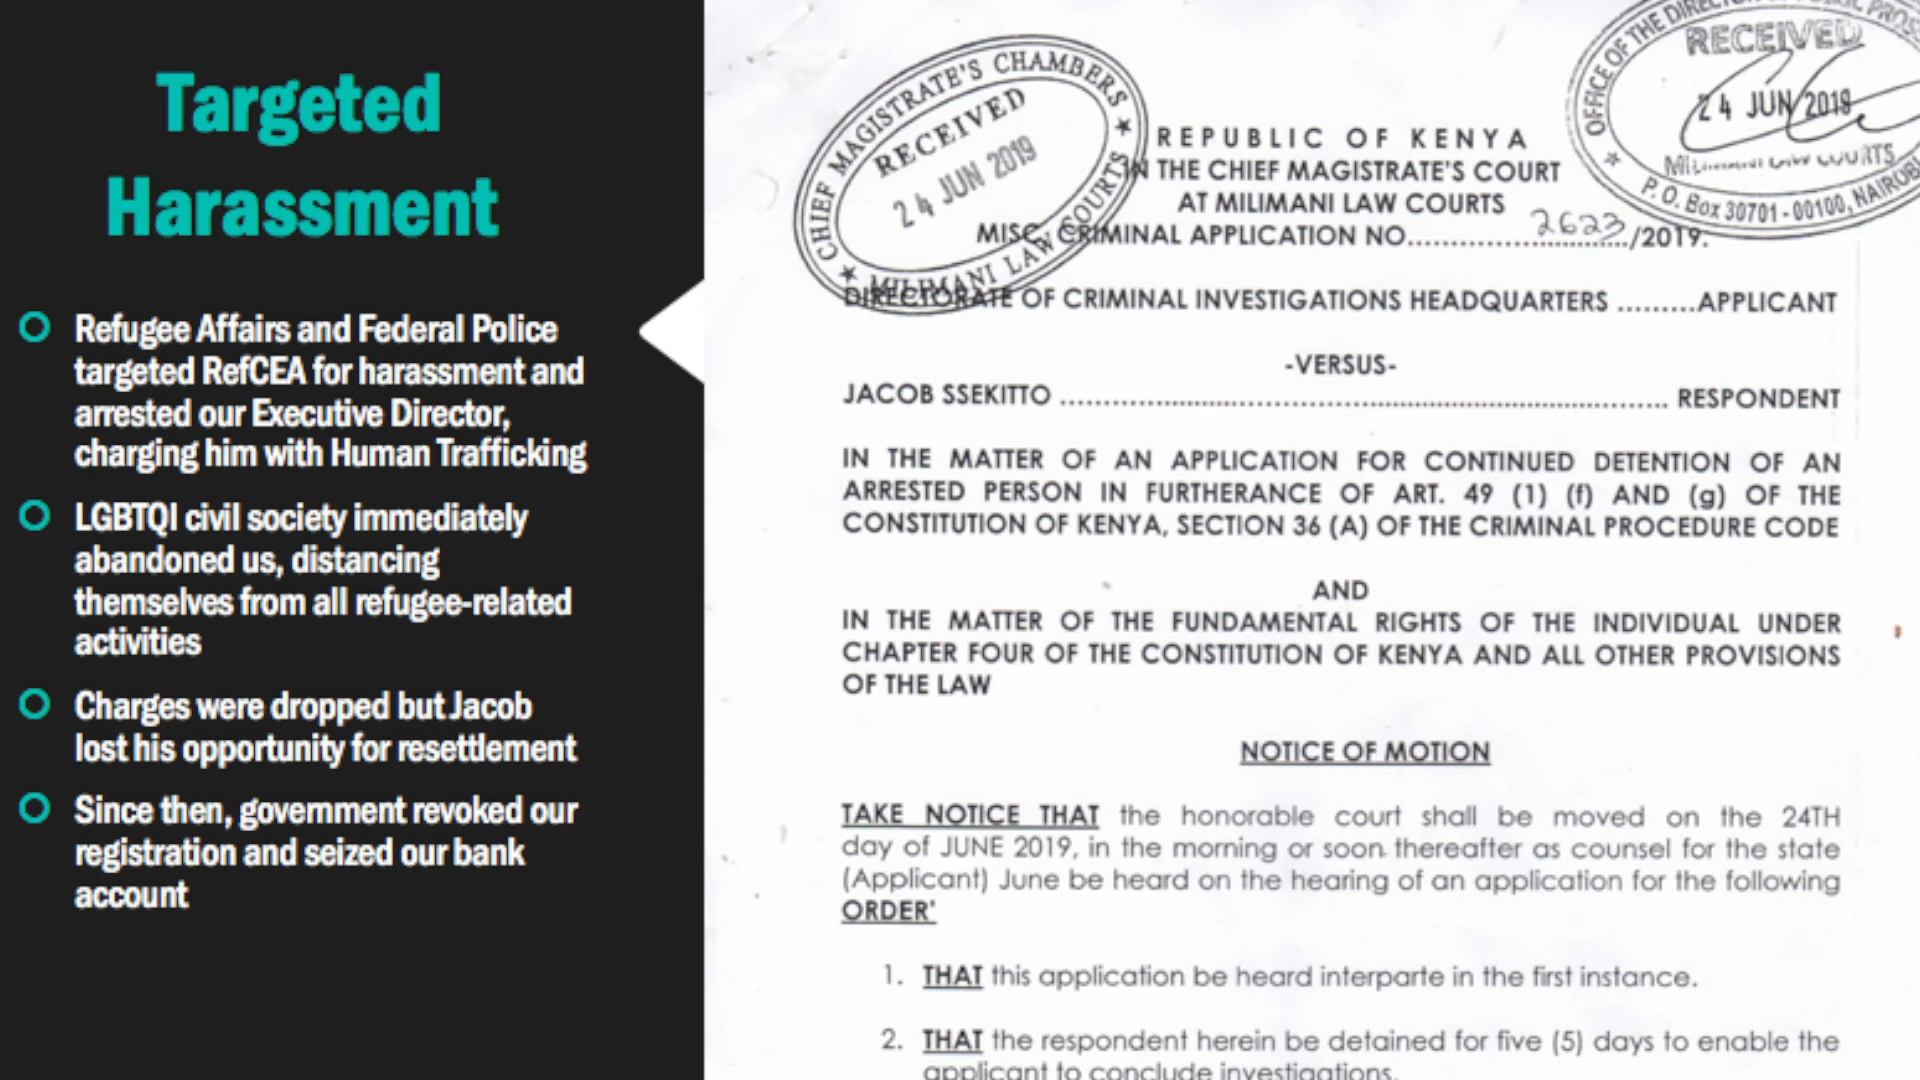 Targeted
Harassment
Refugee Affairs and Federal Police
targeted RefCEA for harassment and
arrested our Executive Director,
charging him with Human Trafficking
LGBTQI civil society immediately
abandoned us, distancing
themselves from all refugee-related
activities
Charges were dropped but Jacob
lost his opportunity for resettlement
Since then, government revoked our
registration and seized our bank
account
CHIEF MAGISTRATE'S CHAMBERS
RECEIVED
24 JUN 2019
MILIMANI LAW COURTS
OFFICE OF THE DIRECTOR OF PUBLIC
RECEIVED
24 JUN 2019
MILIMANI LAW COURTS
P. O. Box 30701 - 00100, NAIROBI
REPUBLIC OF KENYA
IN THE CHIEF MAGISTRATE'S COURT
AT MILIMANI LAW COURTS
MISC. CRIMINAL APPLICATION NO..............2623............/2019.
DIRECTORATE OF CRIMINAL INVESTIGATIONS HEADQUARTERS .........APPLICANT
-VERSUS-
JACOB SSEKITTO ........................................................................ RESPONDENT
IN THE MATTER OF AN APPLICATION FOR CONTINUED DETENTION OF AN
ARRESTED PERSON IN FURTHERANCE OF ART. 49 (1) (f) AND (g) OF THE
CONSTITUTION OF KENYA, SECTION 36 (A) OF THE CRIMINAL PROCEDURE CODE
AND
IN THE MATTER OF THE FUNDAMENTAL RIGHTS OF THE INDIVIDUAL UNDER
CHAPTER FOUR OF THE CONSTITUTION OF KENYA AND ALL OTHER PROVISIONS
OF THE LAW
NOTICE OF MOTION
TAKE NOTICE THAT the honorable court shall be moved on the 24TH
day of JUNE 2019, in the morning or soon thereafter as counsel for the state
(Applicant) June be heard on the hearing of an application for the following
ORDER'
1. THAT this application be heard interparte in the first instance.
2. THAT the respondent herein be detained for five (5) days to enable the
applicant to conclude investigations.